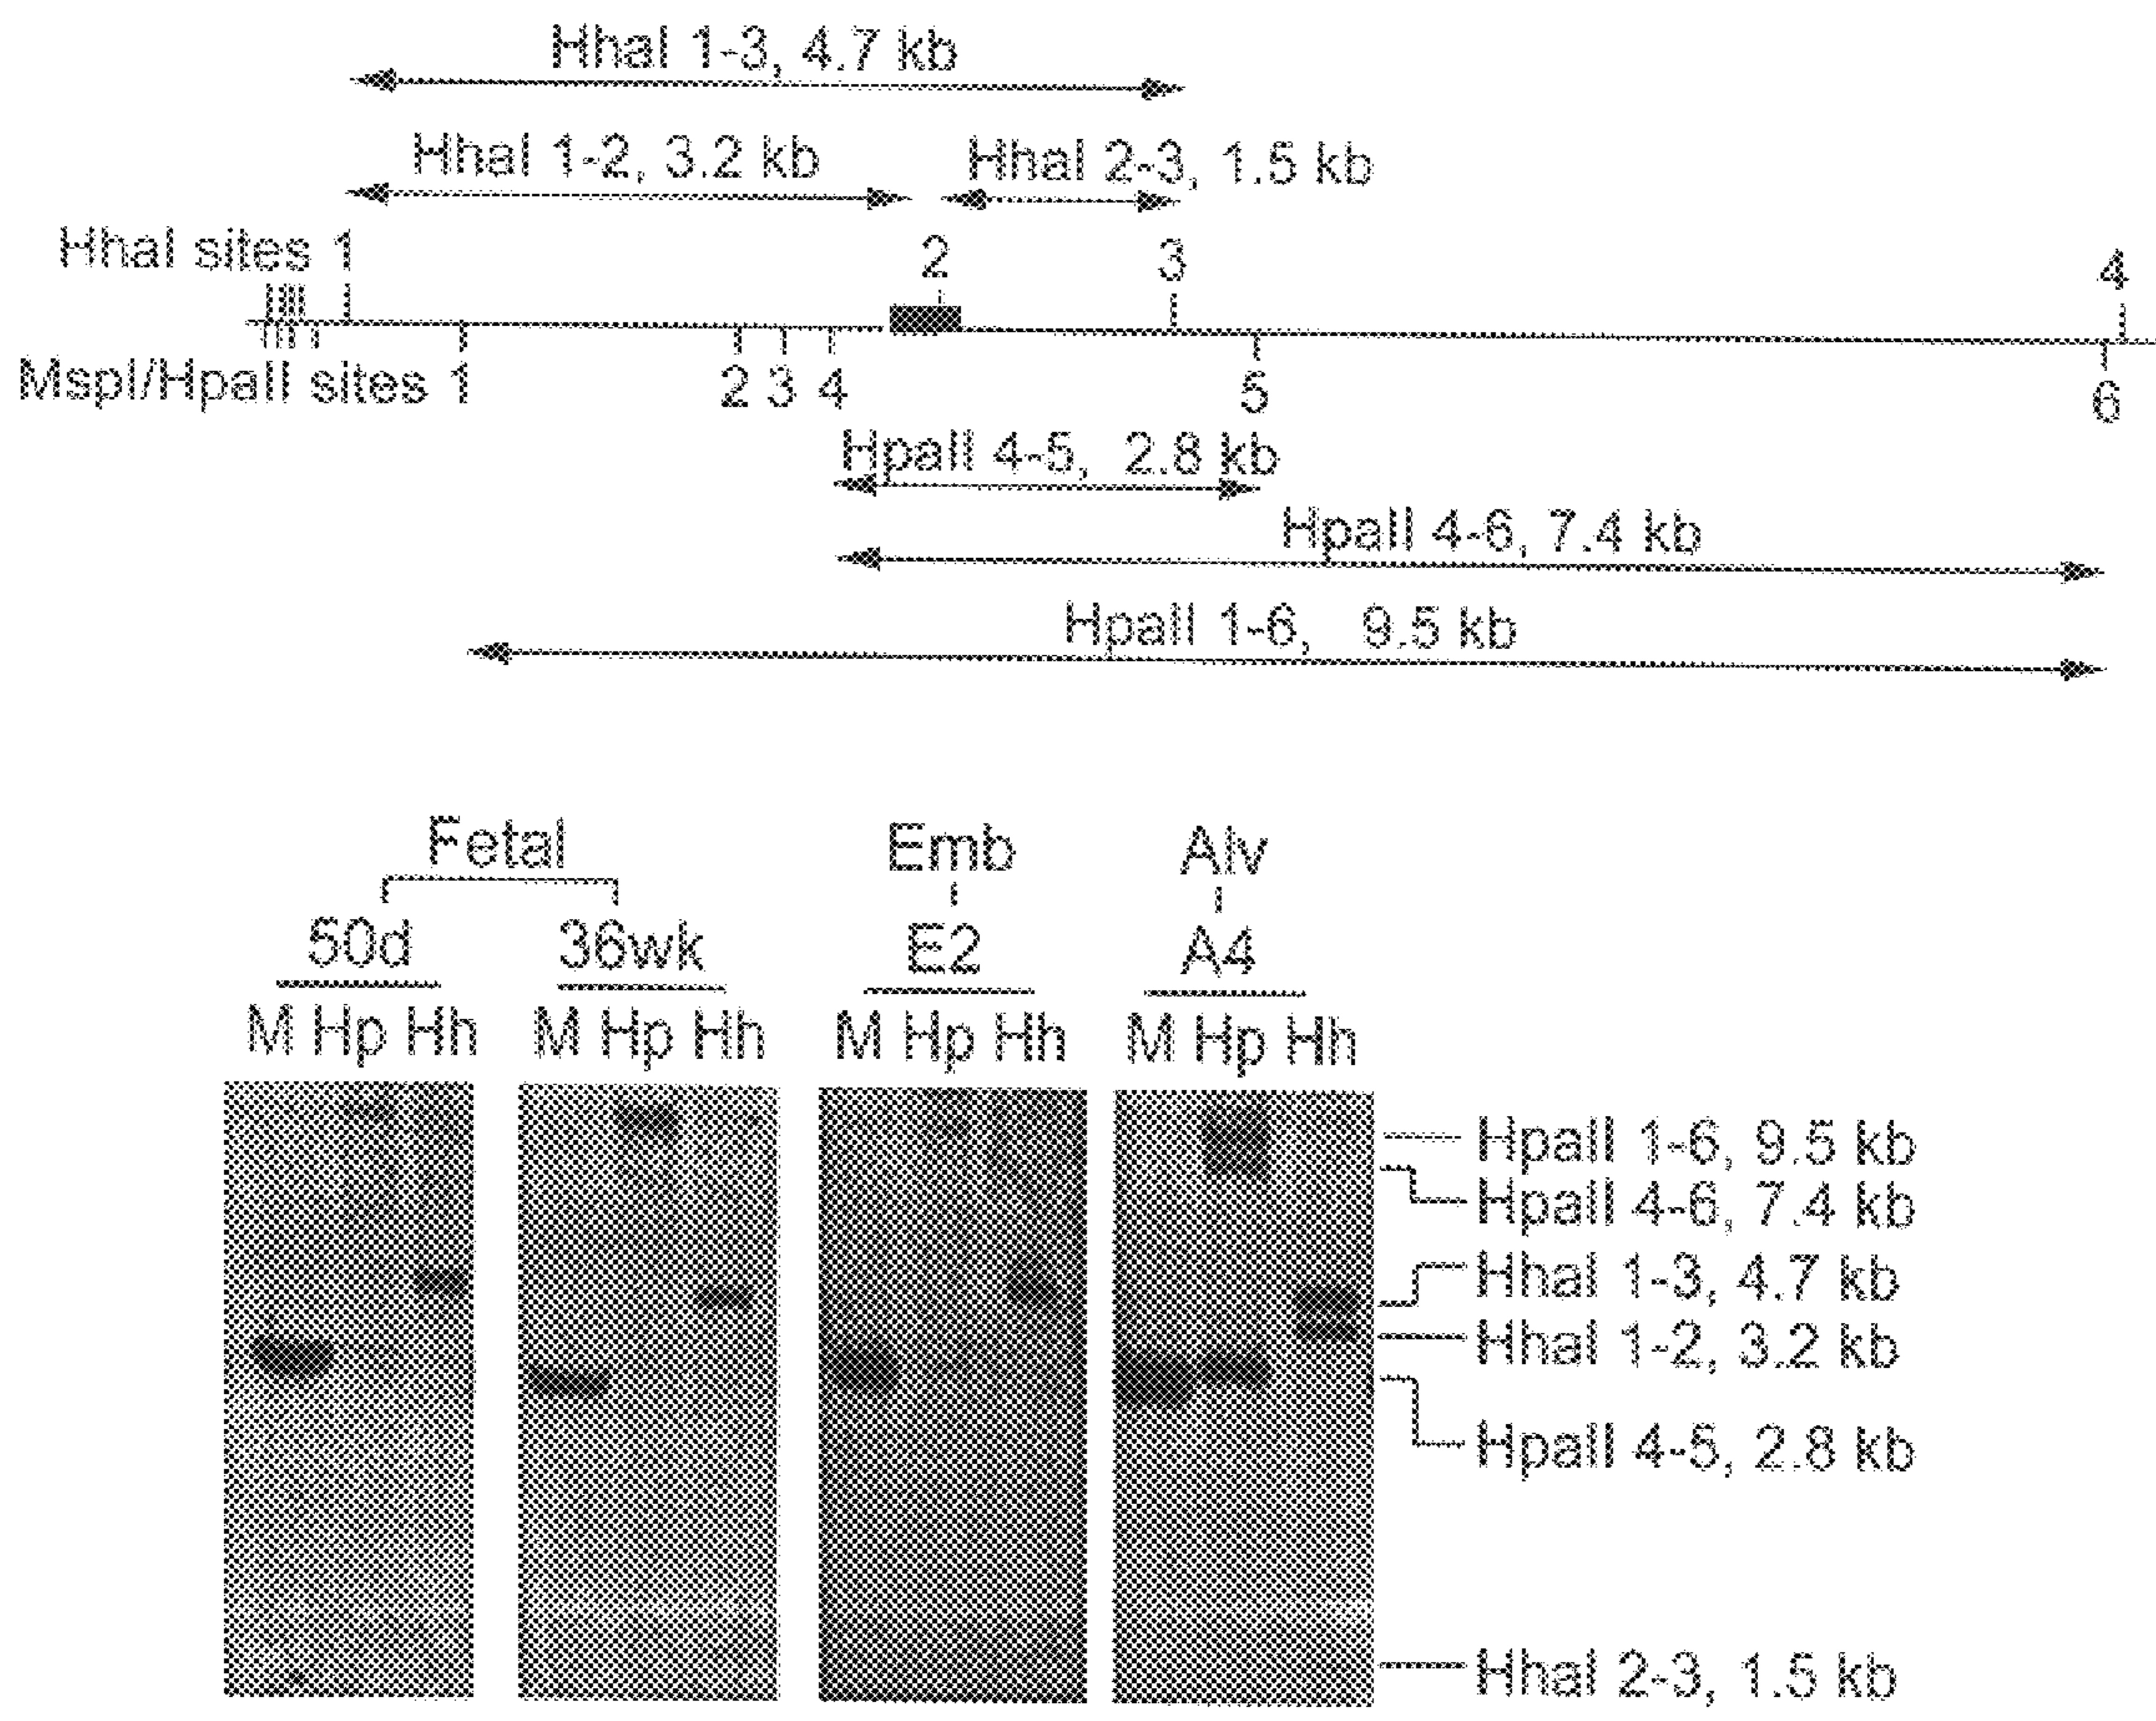 HhaI 1-3, 4.7 kb
HhaI 1-2, 3.2 kb HhaI 2-3, 1.5 kb
HhaI sites 1 2 3 4
MspI/HpaII sites 1 2 3 4 5 6
HpaII 4-5, 2.8 kb
HpaII 4-6, 7.4 kb
HpaII 1-6, 9.5 kb
Fetal Emb Alv
50d 36wk E2 A4
M Hp Hh M Hp Hh M Hp Hh M Hp Hh
HpaII 1-6, 9.5 kb
HpaII 4-6, 7.4 kb
HhaI 1-3, 4.7 kb
HhaI 1-2, 3.2 kb
HpaII 4-5, 2.8 kb
HhaI 2-3, 1.5 kb